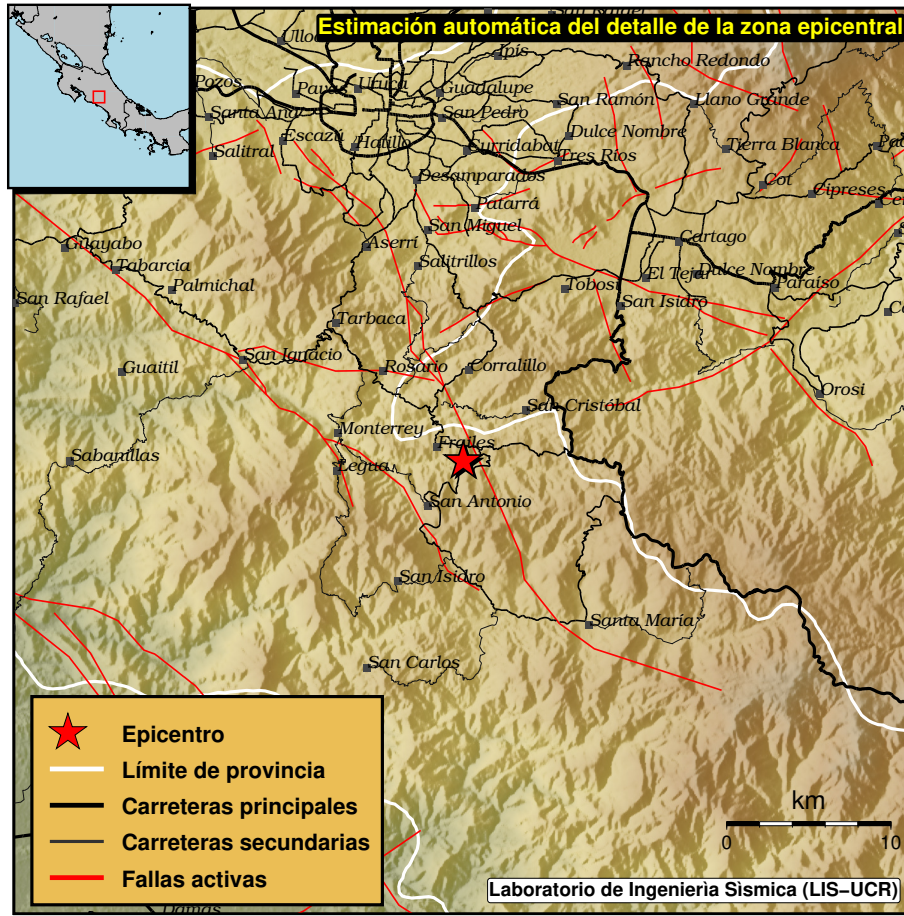 Estimación automática del detalle de la zona epicentral
Rancho Redondo
Ipís
Pozos
Pavas
Uruca
Guadalupe
San Ramón
Llano Grande
Santa Ana
San Pedro
Escazú
Hatillo
Dulce Nombre
Salitral
Curridabat
Tres Ríos
Tierra Blanca
Desamparados
Cot
Cipreses
Patarrá
Guayabo
Aserrí
San Miguel
Cartago
Tabarcia
Salitrillos
El Tejar
Dulce Nombre
San Rafael
Palmichal
Tobosi
San Isidro
Paraíso
Tarbaca
Guaitil
San Ignacio
Rosario
Corralillo
Orosi
San Cristóbal
Monterrey
Frailes
Sabanillas
Legua
San Antonio
San Isidro
Santa María
San Carlos
Epicentro
Límite de provincia
Carreteras principales
Carreteras secundarias
Fallas activas
km
0 10
Laboratorio de Ingenierìa Sìsmica (LIS–UCR)
Damas